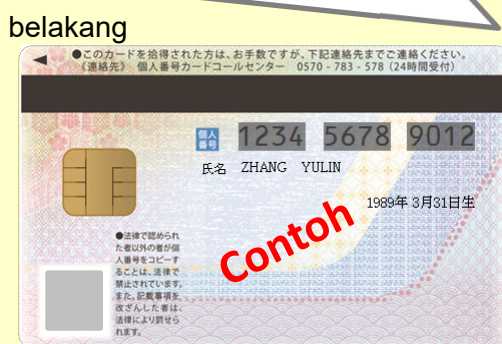 belakang
●このカードを拾得された方は、お手数ですが、下記連絡先までご連絡ください。
《連絡先》 個人番号カードコールセンター 0570-783-578 (24時間受付)
個人
番号
1234 5678 9012
氏名 ZHANG YULIN
1989年 3月31日生
Contoh
●法律で認められ
た者以外の者が個
人番号をコピーす
ることは、法律で
禁止されています。
また、記載事項を
改ざんした者は、
法律により罰せら
れます。